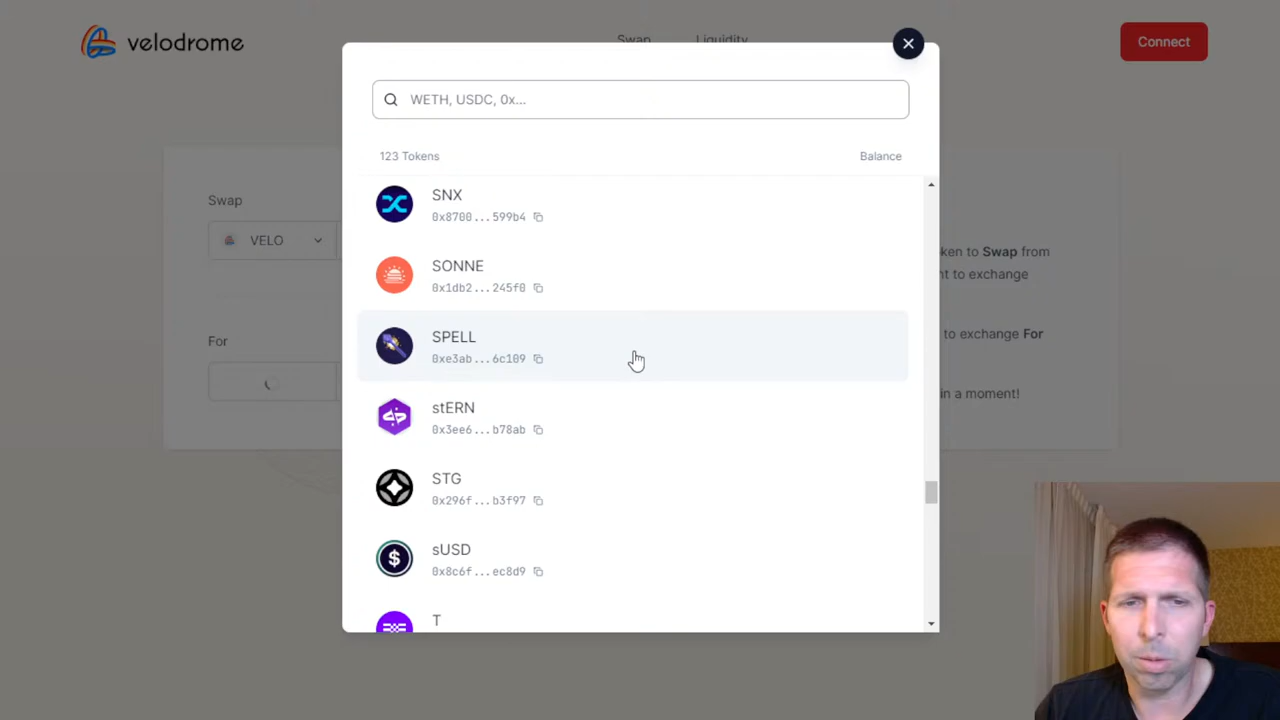 velodrome
Swap
Liquidity
Connect
WETH, USDC, 0x...
123 Tokens
Balance
SNX
0x8700...599b4
SONNE
0x1db2...245f0
SPELL
0xe3ab...6c109
stERN
0x3ee6...b78ab
STG
0x296f...b3f97
sUSD
0x8c6f...ec8d9
T
Swap
VELO
For
ken to Swap from
nt to exchange
to exchange For
in a moment!